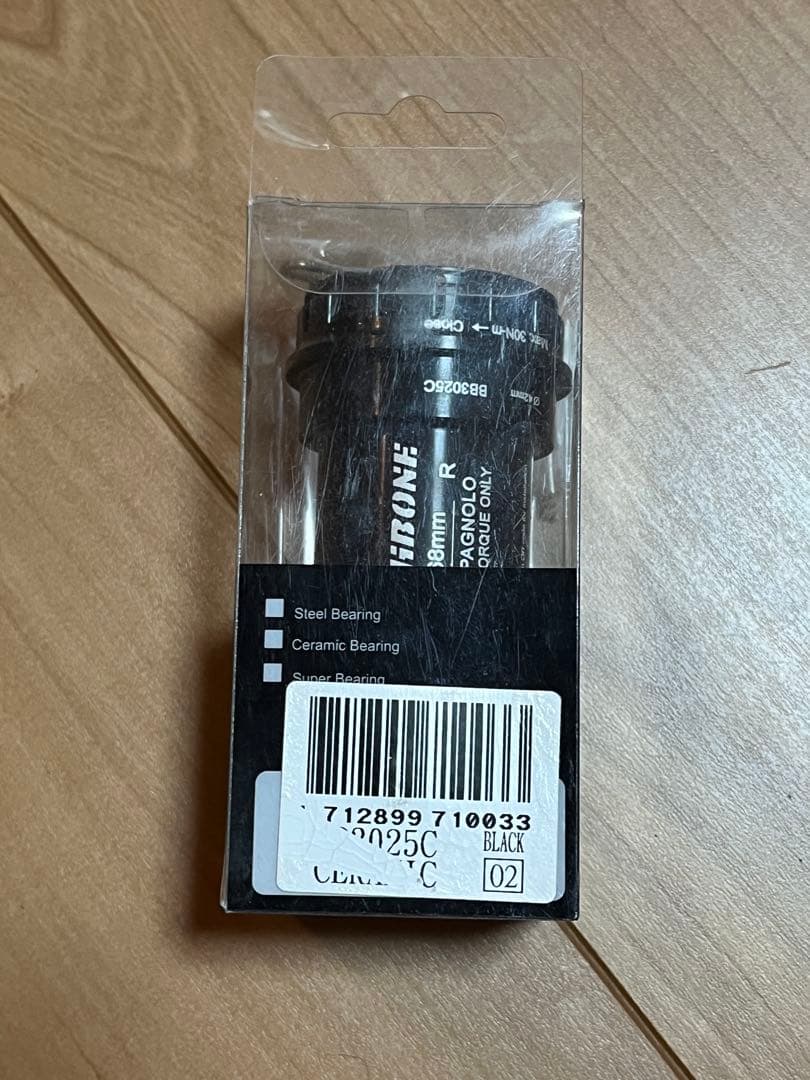 Max. 30N-m → Close
BB3025C
Ø42mm
R
68mm
PAGNOLO
ORQUE ONLY
Steel Bearing
Ceramic Bearing
Super Bearing
712899 710033
3025C
BLACK
02